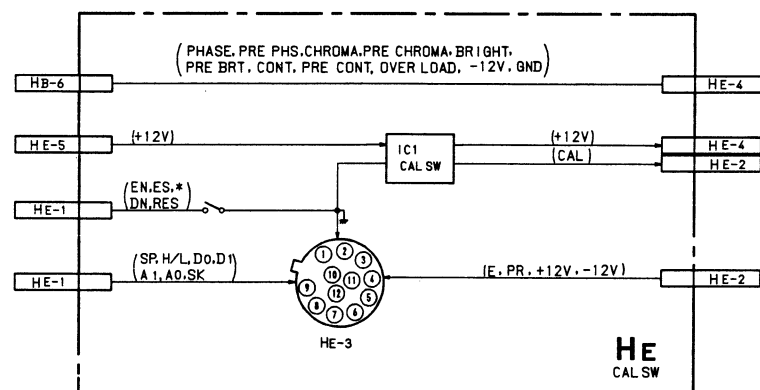 (PHASE, PRE PHS, CHROMA, PRE CHROMA, BRIGHT,
PRE BRT, CONT, PRE CONT, OVER LOAD, -12V, GND)
HB-6
HE-4
HE-5
(+12V)
IC1
CAL SW
(+12V)
HE-4
(CAL)
HE-2
HE-1
(EN, ES, *
DN, RES)
HE-1
(SP, H/L, D0, D1
A1, A0, SK)
1
2
3
10
11
4
9
12
5
8
7
6
(E, PR, +12V, -12V)
HE-2
HE-3
HE
CAL SW